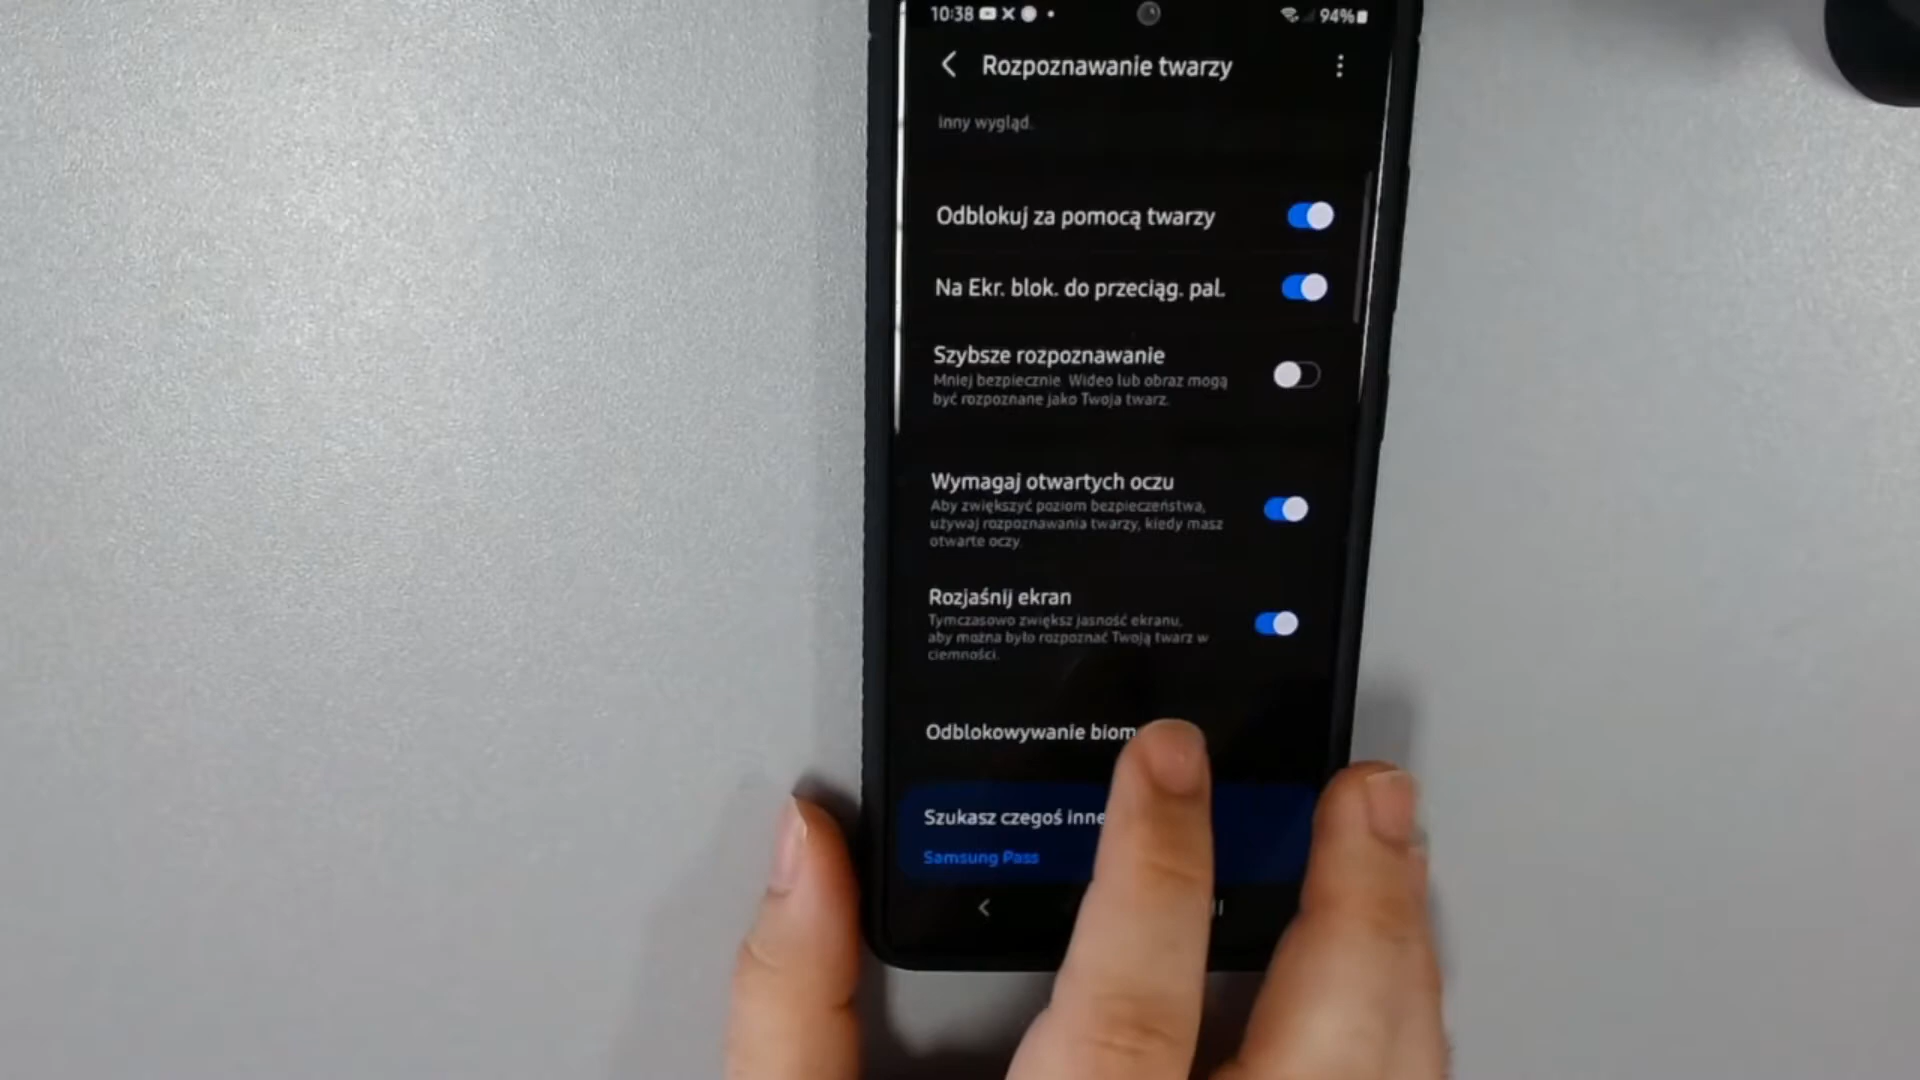 10:38
94%
Rozpoznawanie twarzy
inny wygląd.
Odblokuj za pomocą twarzy
Na Ekr. blok. do przeciąg. pal.
Szybsze rozpoznawanie
Mniej bezpiecznie Wideo lub obraz mogą
być rozpoznane jako Twoja twarz.
Wymagaj otwartych oczu
Aby zwiększyć poziom bezpieczeństwa,
używaj rozpoznawania twarzy, kiedy masz
otwarte oczy.
Rozjaśnij ekran
Tymczasowo zwiększ jasność ekranu,
aby można było rozpoznać Twoją twarz w
ciemności.
Odblokowywanie
Szukasz czegoś
Samsung Pass